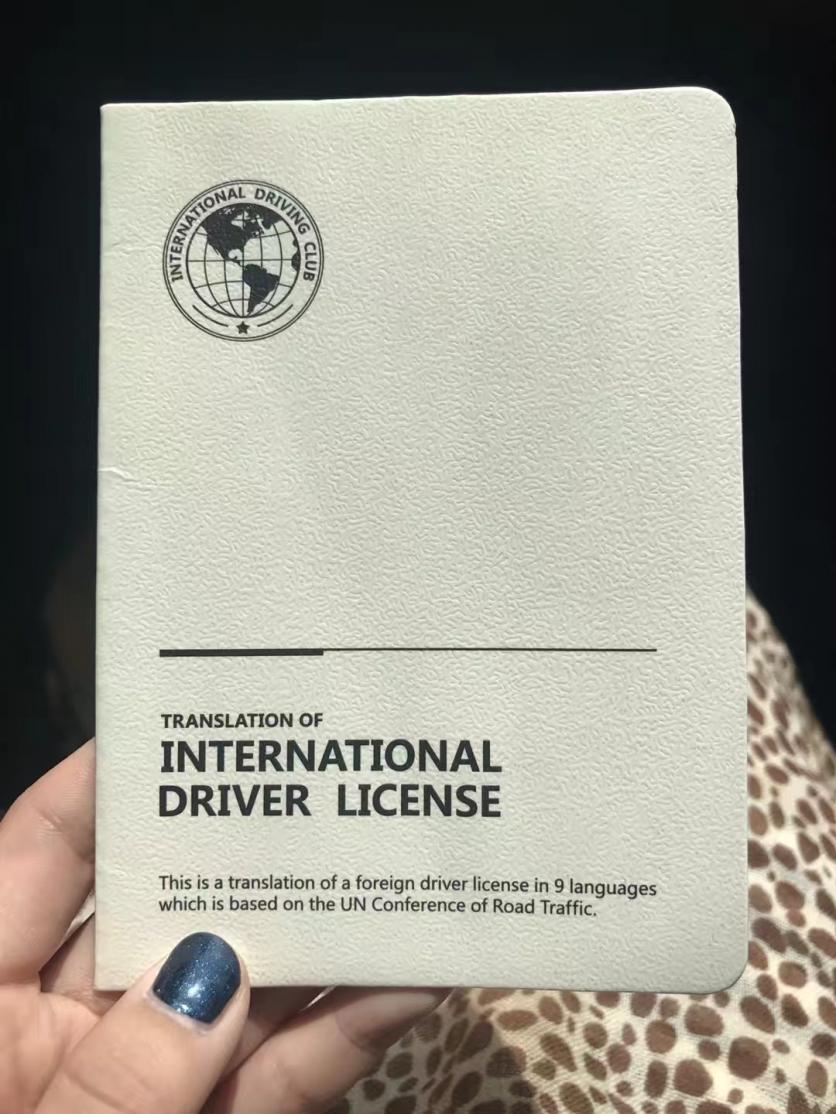 INTERNATIONAL DRIVING CLUB
TRANSLATION OF
INTERNATIONAL
DRIVER LICENSE
This is a translation of a foreign driver license in 9 languages
which is based on the UN Conference of Road Traffic.